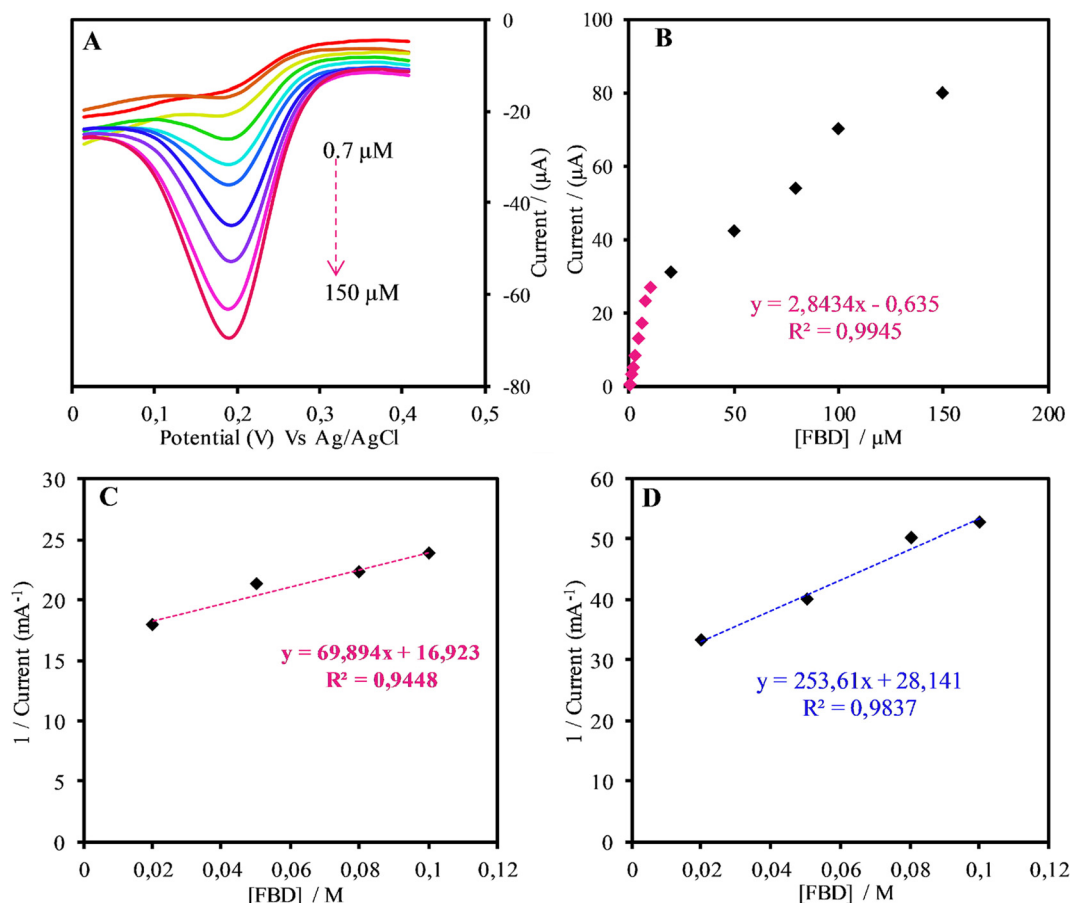 A
0
-20
-40
-60
-80
Current / (µA)
0.7 µM
150 µM
0
0,1
0,2
0,3
0,4
0,5
Potential (V) Vs Ag/AgCl
B
100
80
60
40
20
0
Current / (µA)
y = 2,8434x - 0,635
R² = 0,9945
0
50
100
150
200
[FBD] / µM
C
30
25
20
15
10
5
0
1 / Current (mA⁻¹)
y = 69,894x + 16,923
R² = 0,9448
0
0,02
0,04
0,06
0,08
0,1
0,12
[FBD] / M
D
60
50
40
30
20
10
0
1 / Current (mA⁻¹)
y = 253,61x + 28,141
R² = 0,9837
0
0,02
0,04
0,06
0,08
0,1
0,12
[FBD] / M